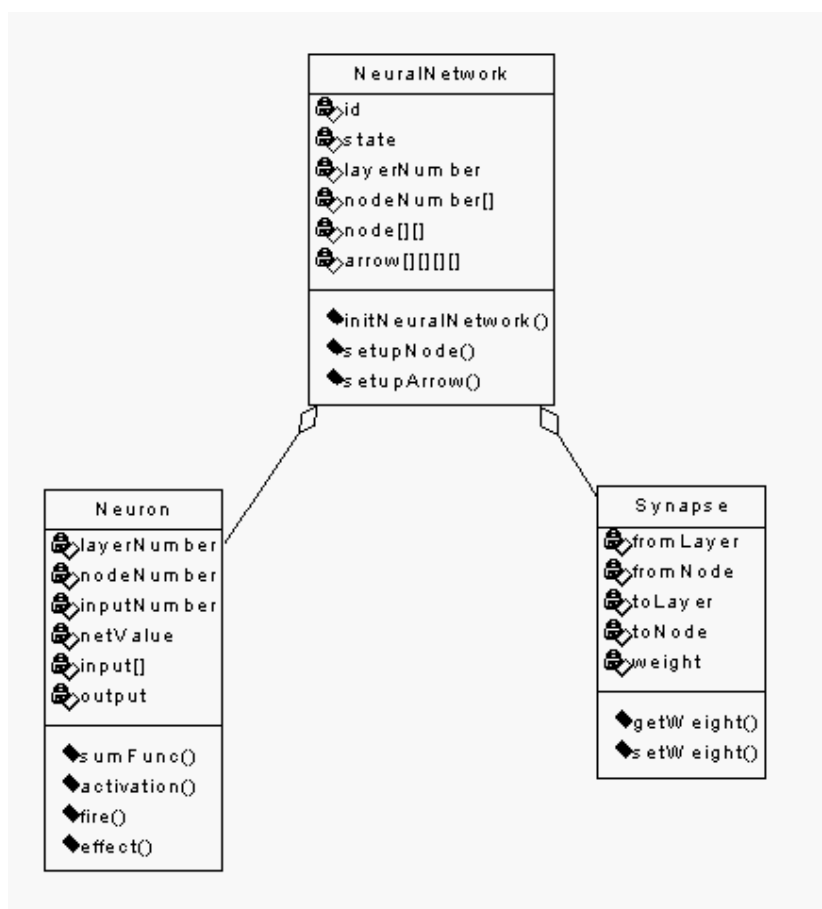 NeuralNetwork
id
state
layerNumber
nodeNumber[]
node[][]
arrow[][][][]
initNeuralNetwork()
setupNode()
setupArrow()
Neuron
layerNumber
nodeNumber
inputNumber
netValue
input[]
output
sumFunc()
activation()
fire()
effect()
Synapse
fromLayer
fromNode
toLayer
toNode
weight
getWeight()
setWeight()